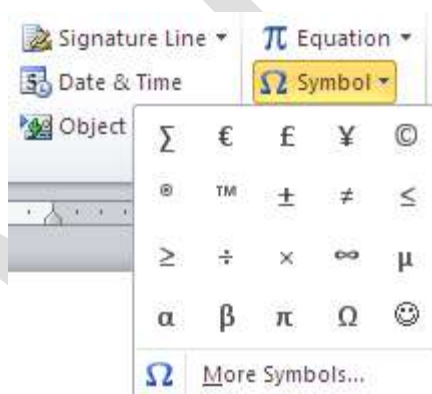 Signature Line π Equation
Date & Time Ω Symbol
Object
∑ € £ ¥ ©
® ™ ± ≠ ≤
≥ ÷ × ∞ µ
α β π Ω ☺
Ω More Symbols...